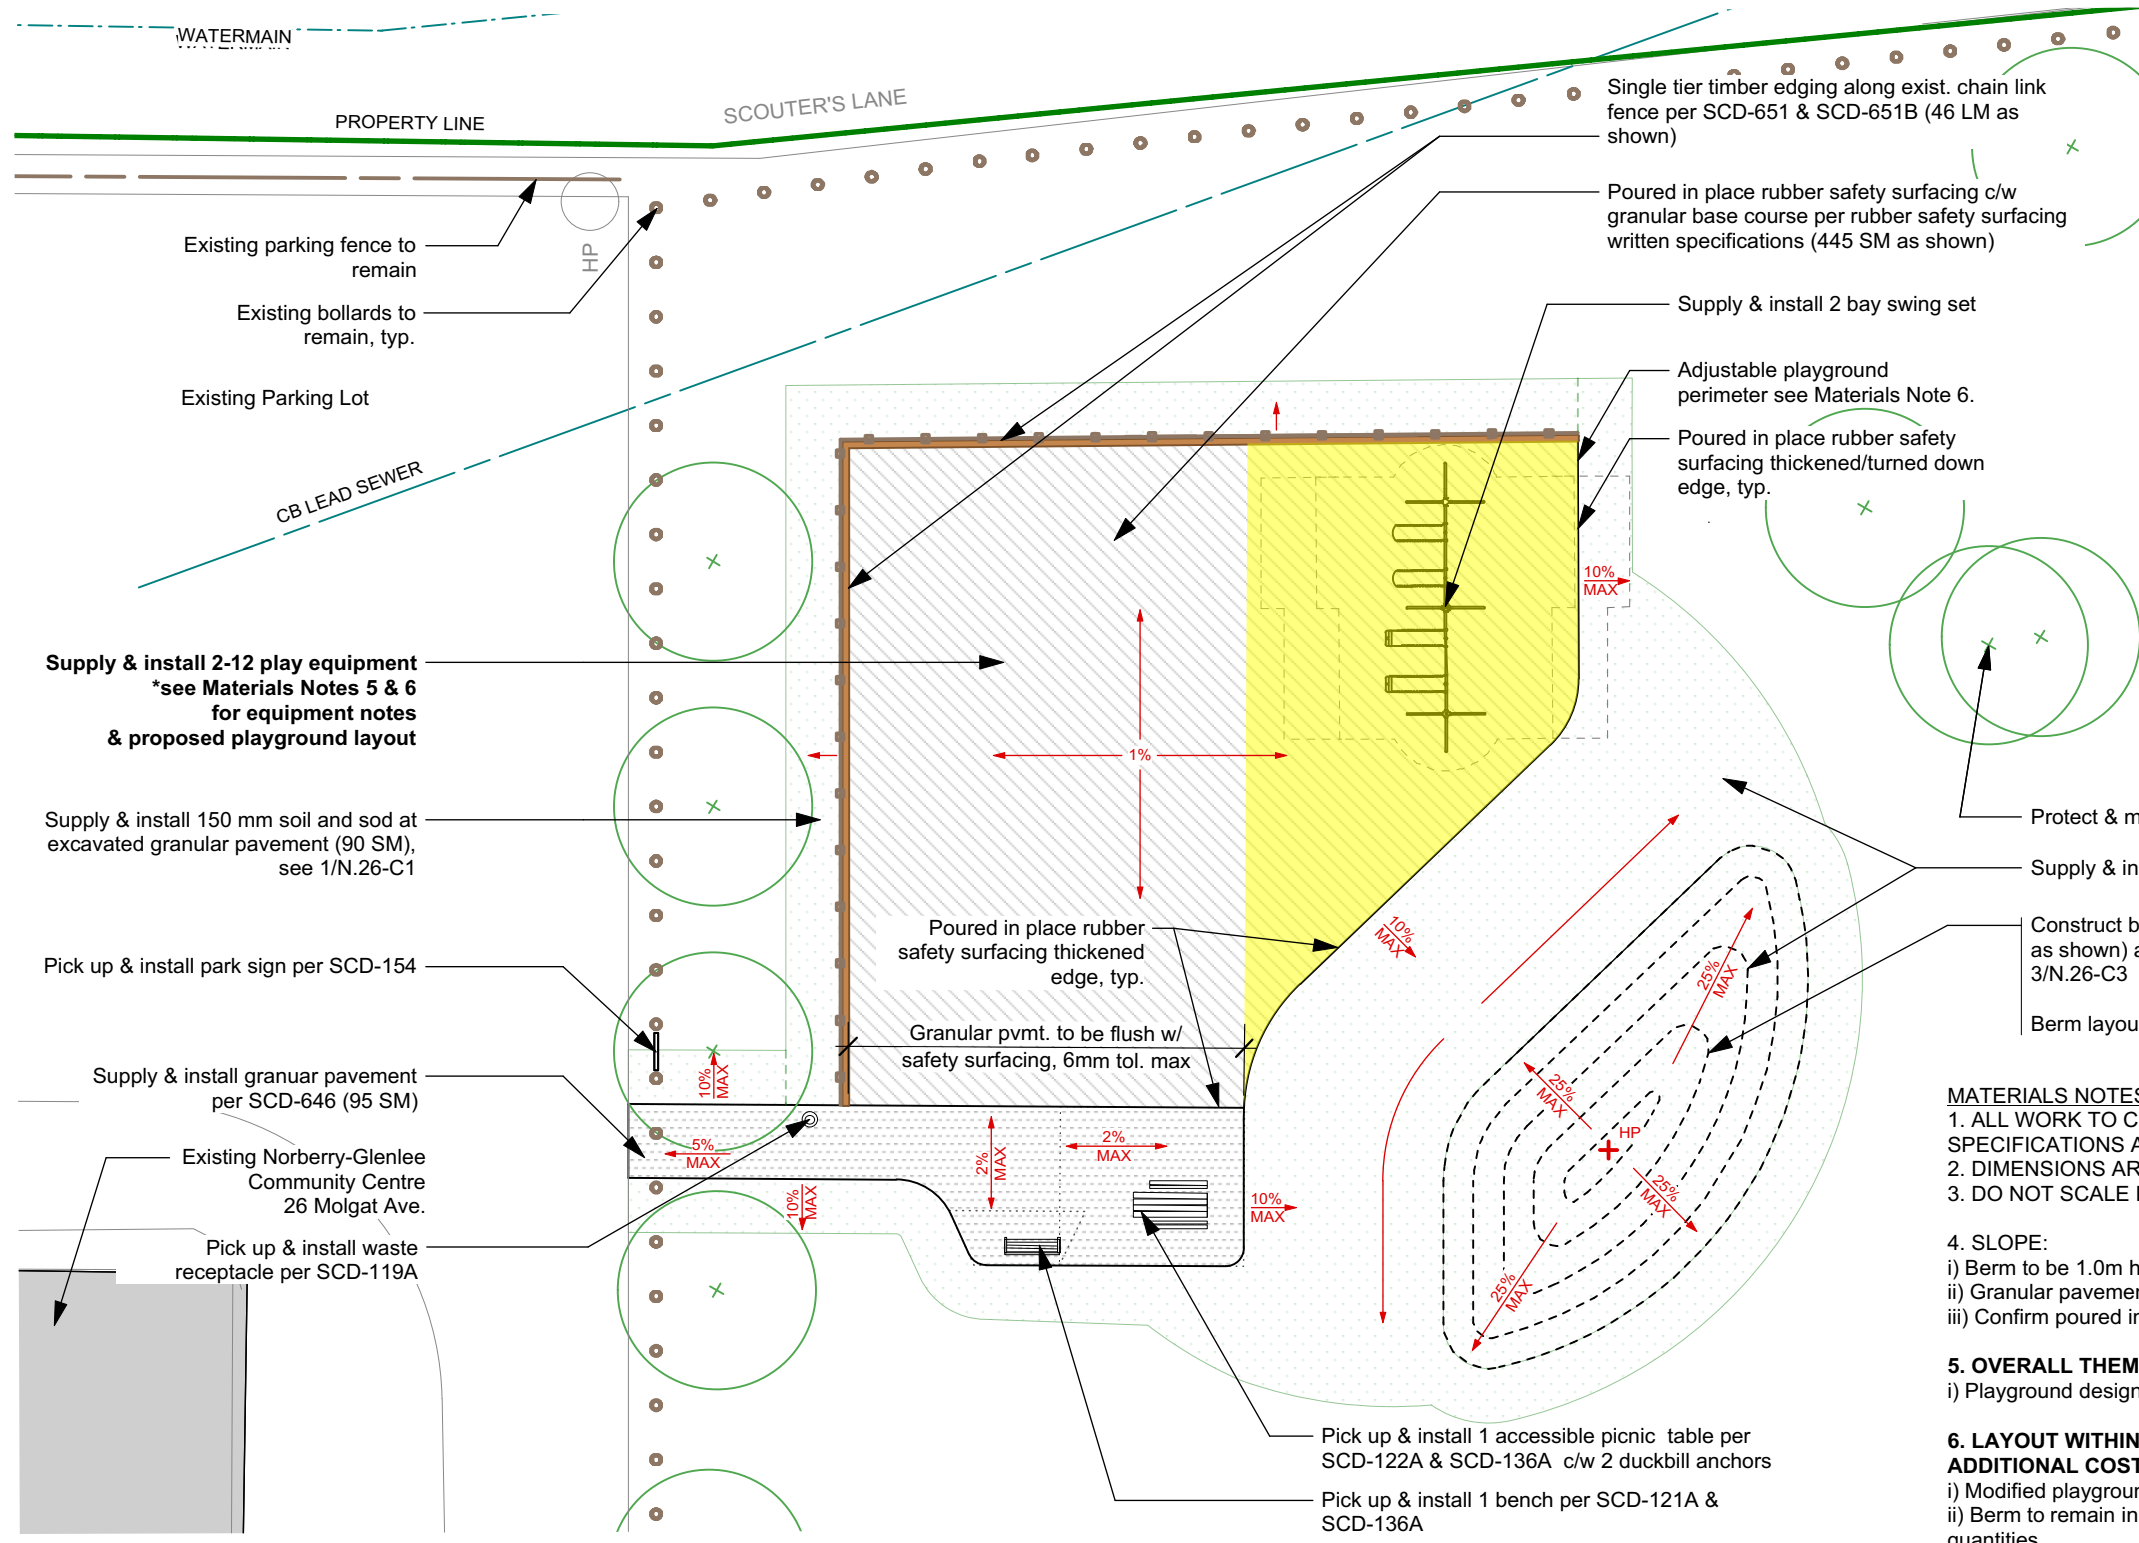 WATERMAIN
PROPERTY LINE
SCOUTER'S LANE
Single tier timber edging along exist. chain link
fence per SCD-651 & SCD-651B (46 LM as
shown)
Poured in place rubber safety surfacing c/w
granular base course per rubber safety surfacing
written specifications (445 SM as shown)
Existing parking fence to
remain
HP
Existing bollards to
remain, typ.
Supply & install 2 bay swing set
Existing Parking Lot
Adjustable playground
perimeter see Materials Note 6.
Poured in place rubber safety
surfacing thickened/turned down
edge, typ.
CB LEAD SEWER
10%
MAX
Supply & install 2-12 play equipment
*see Materials Notes 5 & 6
for equipment notes
& proposed playground layout
1%
Supply & install 150 mm soil and sod at
excavated granular pavement (90 SM),
see 1/N.26-C1
Protect & m
Supply & in
Poured in place rubber
safety surfacing thickened
edge, typ.
10%
MAX
Construct b
as shown) a
3/N.26-C3
Berm layou
25%
MAX
Pick up & install park sign per SCD-154
Granular pvmt. to be flush w/
safety surfacing, 6mm tol. max
Supply & install granuar pavement
per SCD-646 (95 SM)
10%
MAX
25%
MAX
HP
5%
MAX
2%
MAX
2%
MAX
Existing Norberry-Glenlee
Community Centre
26 Molgat Ave.
10%
MAX
10%
MAX
25%
MAX
Pick up & install waste
receptacle per SCD-119A
25%
MAX
MATERIALS NOTES
1. ALL WORK TO C
SPECIFICATIONS A
2. DIMENSIONS AR
3. DO NOT SCALE
4. SLOPE:
i) Berm to be 1.0m h
ii) Granular pavemen
iii) Confirm poured in
5. OVERALL THEM
i) Playground design
6. LAYOUT WITHIN
ADDITIONAL COST
i) Modified playgroun
ii) Berm to remain in
quantities
Pick up & install 1 accessible picnic table per
SCD-122A & SCD-136A c/w 2 duckbill anchors
Pick up & install 1 bench per SCD-121A &
SCD-136A